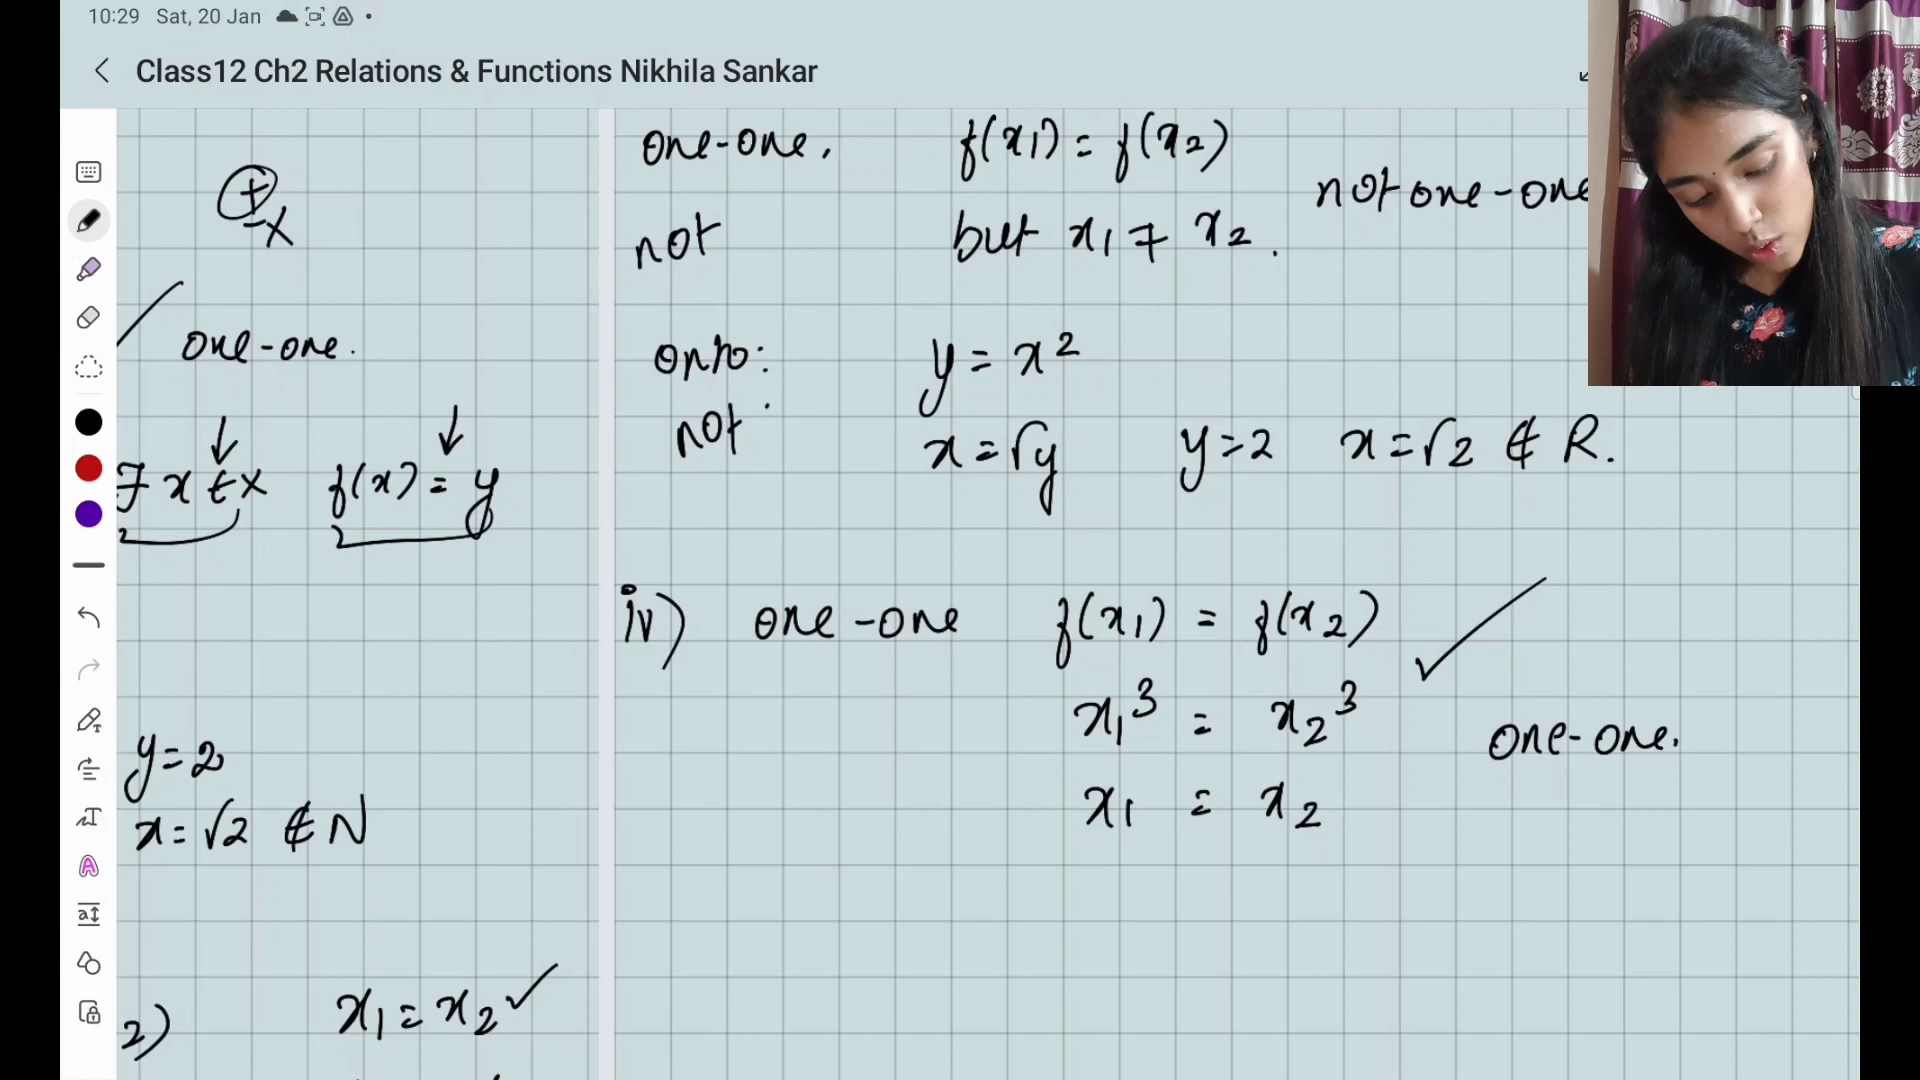 10:29 Sat, 20 Jan
Class12 Ch2 Relations & Functions Nikhila Sankar
± x
one-one.
∃ x ∈ X f(x) = y
y = 2
x = √2 ∉ N
2) x₁ = x₂ ✓
one-one. f(x₁) = f(x₂)
not but x₁ ≠ x₂. not one-one
onto: y = x²
not x = √y y = 2 x = √2 ∉ R.
iv) one-one f(x₁) = f(x₂) ✓
x₁³ = x₂³
one-one.
x₁ = x₂